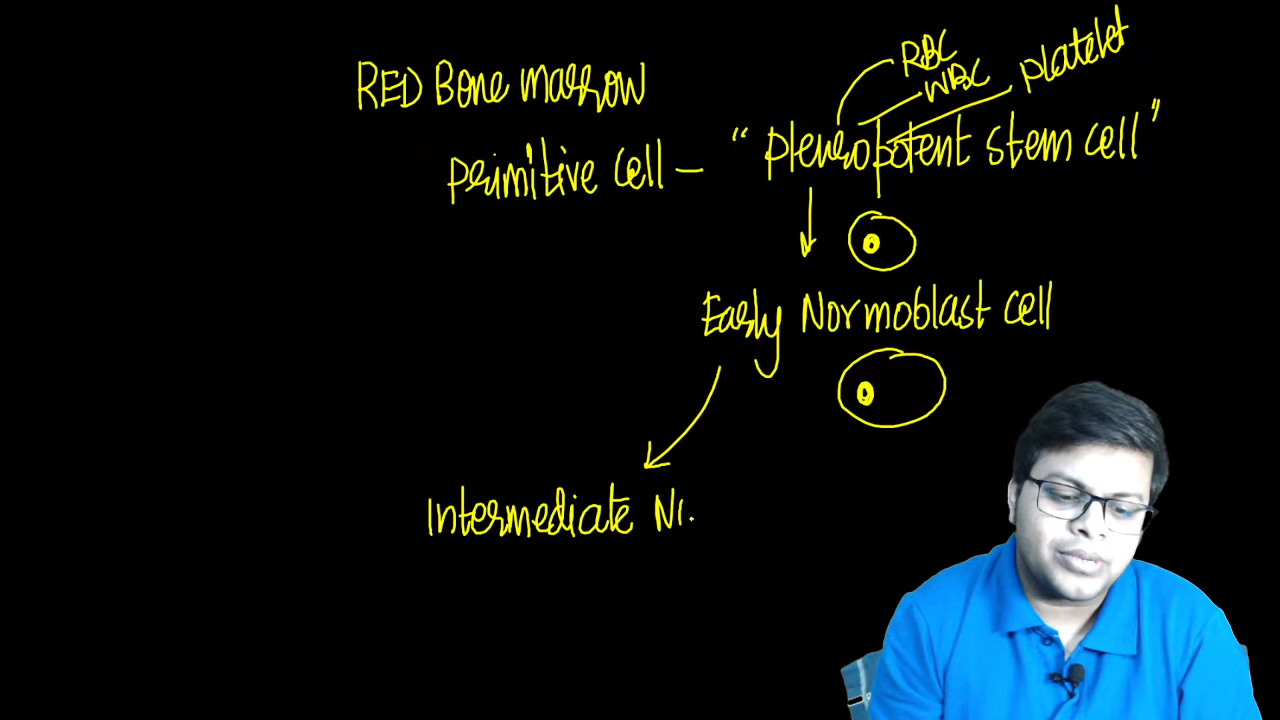 RBC
WBC
Platelet
RED Bone marrow
Primitive cell – " Pleuropotent stem cell"
Early Normoblast cell
Intermediate N